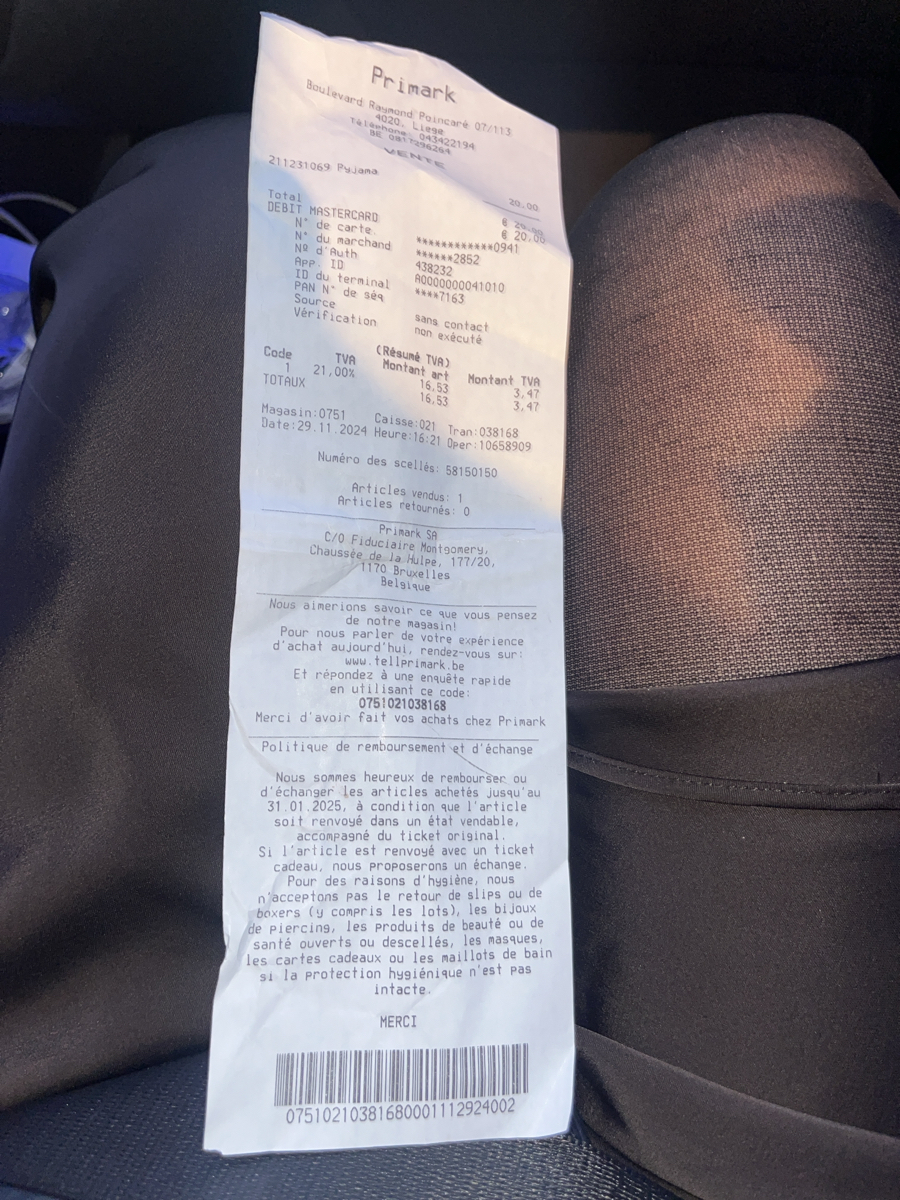 Primark
Boulevard Raymond Poincaré 07/113
4020, Liege
Téléphone: 043422194
BE 0817296264
VENTE
211231069 Pyjama 20.00
Total € 20.00
DEBIT MASTERCARD € 20.00
N° de carte. ************0941
N° du marchand ******2852
Nº d'Auth 438232
App. ID A0000000041010
ID du terminal ****7163
PAN N° de séq
Source sans contact
Vérification non exécuté
(Résumé TVA)
Code TVA Montant art Montant TVA
1 21,00% 16,53 3,47
TOTAUX 16,53 3,47
Magasin:0751 Caisse:021 Tran:038168
Date:29.11.2024 Heure:16:21 Oper:10658909
Numéro des scellés: 58150150
Articles vendus: 1
Articles retournés: 0
Primark SA
C/O Fiduciaire Montgomery,
Chaussée de la Hulpe, 177/20,
1170 Bruxelles
Belgique
Nous aimerions savoir ce que vous pensez
de notre magasin!
Pour nous parler de votre expérience
d'achat aujourd'hui, rendez-vous sur:
www.tellprimark.be
Et répondez à une enquête rapide
en utilisant ce code:
0751021038168
Merci d'avoir fait vos achats chez Primark
Politique de remboursement et d'échange
Nous sommes heureux de rembourser ou
d'échanger les articles achetés jusqu'au
31.01.2025, à condition que l'article
soit renvoyé dans un état vendable,
accompagné du ticket original.
Si l'article est renvoyé avec un ticket
cadeau, nous proposerons un échange.
Pour des raisons d'hygiène, nous
n'acceptons pas le retour de slips ou de
boxers (y compris les lots), les bijoux
de piercing, les produits de beauté ou de
santé ouverts ou descellés, les masques,
les cartes cadeaux ou les maillots de bain
si la protection hygiénique n'est pas
intacte.
MERCI
07510210381680001112924002